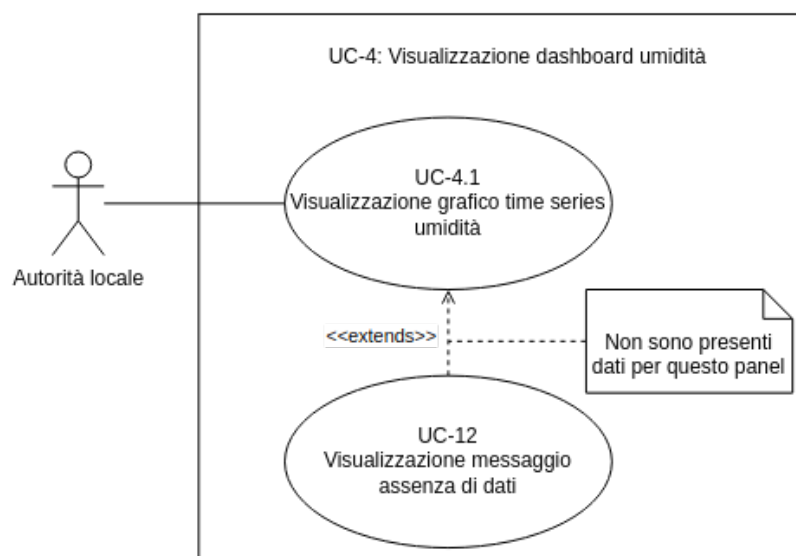 UC-4: Visualizzazione dashboard umidità
UC-4.1
Visualizzazione grafico time series
umidità
Autorità locale
<<extends>>
Non sono presenti
dati per questo panel
UC-12
Visualizzazione messaggio
assenza di dati